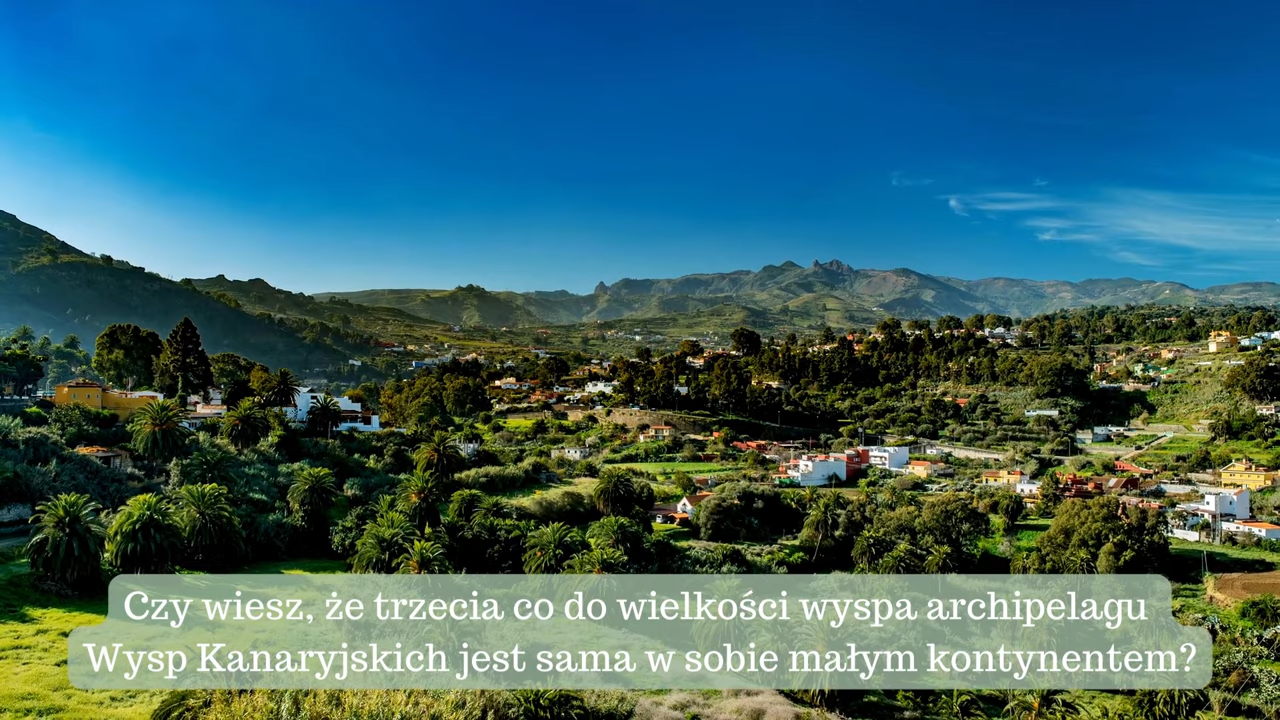 Czy wiesz, że trzecia co do wielkości wyspa archipelagu
Wysp Kanaryjskich jest sama w sobie małym kontynentem?